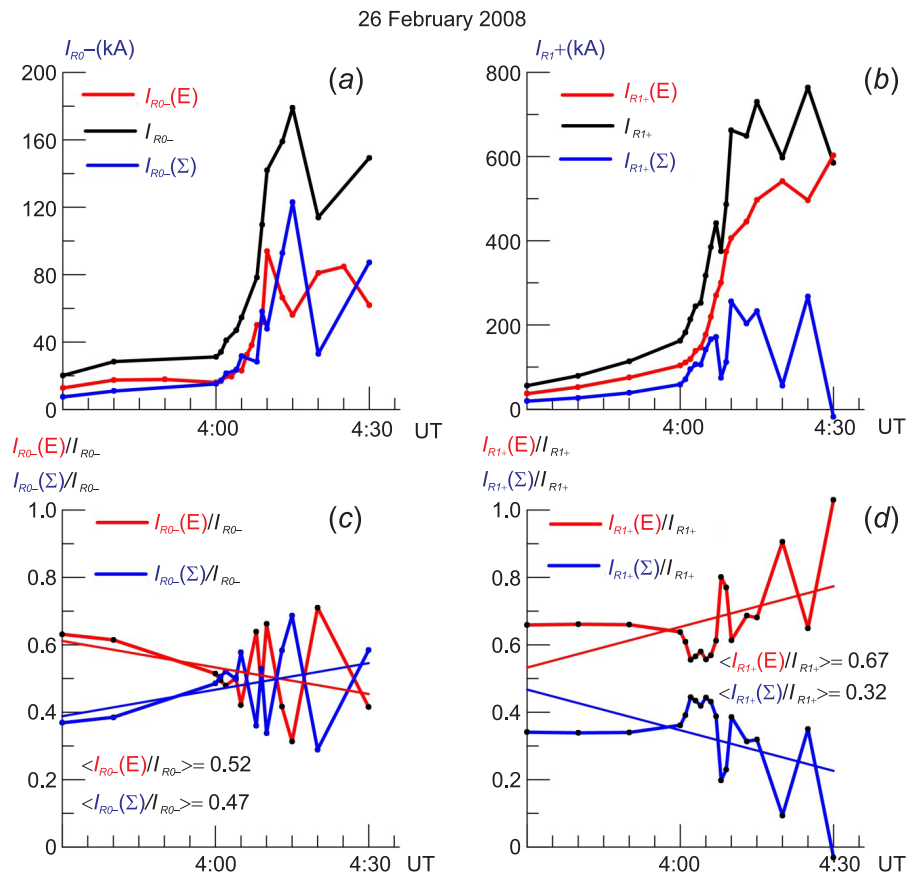 26 February 2008
I_R0–(kA)
(a)
200
160
120
80
40
0
I_R0–(E)
I_R0–
I_R0–(Σ)
4:00
4:30
UT
I_R1+(kA)
(b)
800
600
400
200
0
I_R1+(E)
I_R1+
I_R1+(Σ)
4:00
4:30
UT
I_R0–(E)/I_R0–
I_R0–(Σ)/I_R0–
(c)
1.0
0.8
0.6
0.4
0.2
0
I_R0–(E)/I_R0–
I_R0–(Σ)/I_R0–
<I_R0–(E)/I_R0–>= 0.52
<I_R0–(Σ)/I_R0–>= 0.47
4:00
4:30
UT
I_R1+(E)/I_R1+
I_R1+(Σ)/I_R1+
(d)
1.0
0.8
0.6
0.4
0.2
0
I_R1+(E)/I_R1+
I_R1+(Σ)/I_R1+
<I_R1+(E)/I_R1+>= 0.67
<I_R1+(Σ)/I_R1+>= 0.32
4:00
4:30
UT